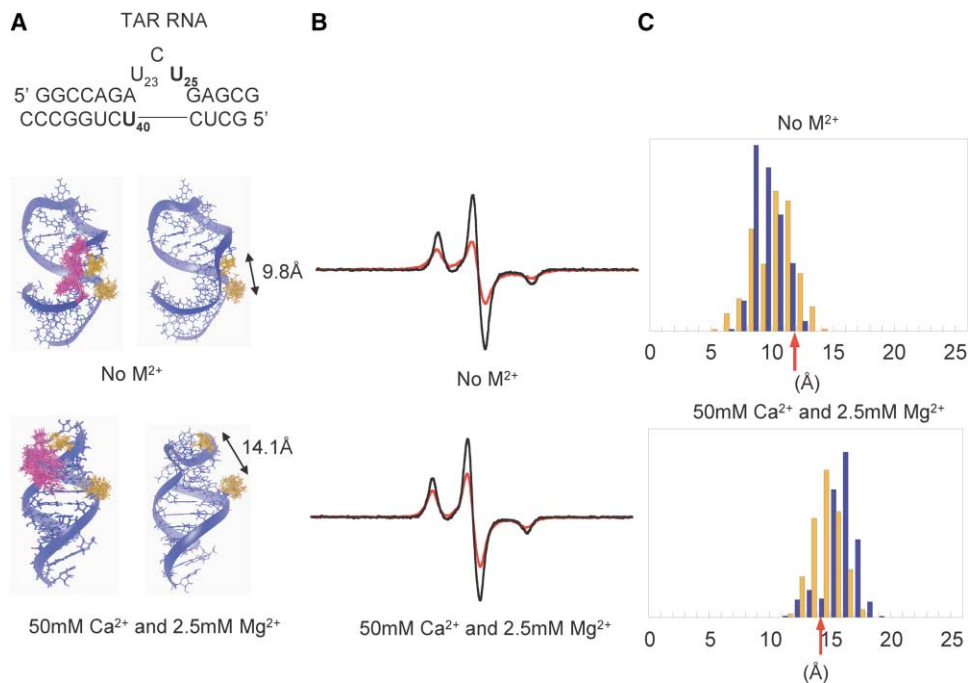 A
TAR RNA
C
U23 U25
5' GGCCAGA GAGCG
CCCGGUCU40 CUCG 5'
9.8Å
No M2+
14.1Å
50mM Ca2+ and 2.5mM Mg2+
B
No M2+
50mM Ca2+ and 2.5mM Mg2+
C
No M2+
0 5 10 15 20 25
(Å)
50mM Ca2+ and 2.5mM Mg2+
0 5 10 15 20 25
(Å)